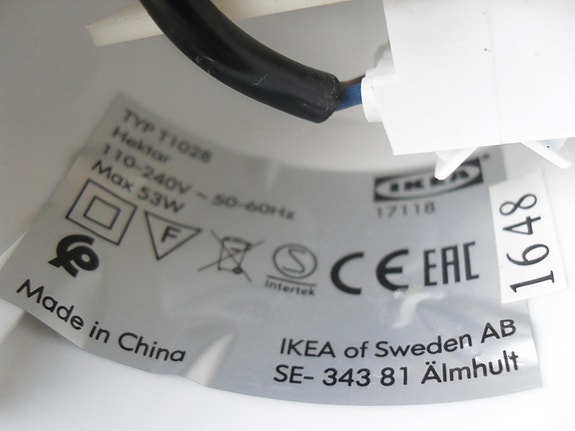 TYP T1028
Hektar
110-240V ~ 50-60Hz
Max 53W
IKEA
17118
F
S
Intertek
CE EAC
1648
Made in China
IKEA of Sweden AB
SE- 343 81 Älmhult